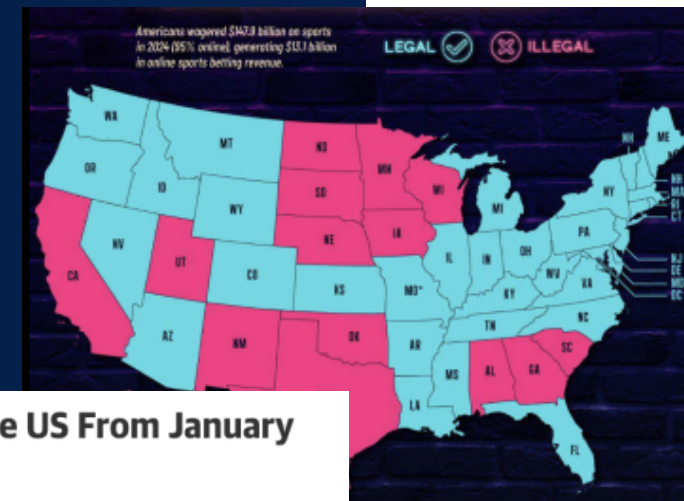 Americans wagered $147.9 billion on sports
in 2024 (95% online), generating $13.1 billion
in online sports betting revenue.
LEGAL ILLEGAL
WA
MT
ND
MN
OR
ID
SD
WI
WY
MI
NH
ME
NY
NH
MA
RI
CT
NV
UT
NE
IA
PA
CA
CO
IL
IN
OH
NJ
DE
MD
DC
KS
MO*
WV
VA
KY
AZ
NM
OK
AR
TN
NC
SC
MS
AL
GA
LA
FL
e US From January